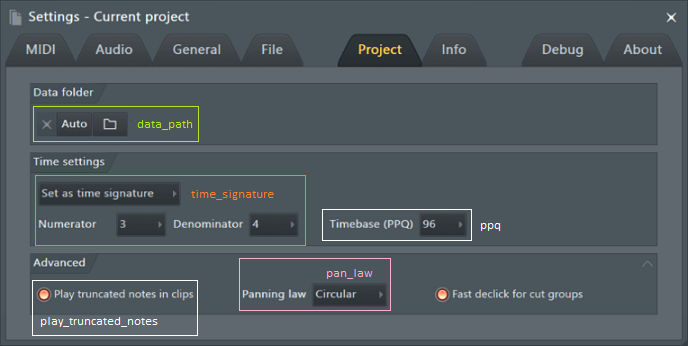 Settings - Current project
MIDI Audio General File Project Info Debug About
Data folder
Auto data_path
Time settings
Set as time signature time_signature
Numerator 3 Denominator 4 Timebase (PPQ) 96 ppq
Advanced
pan_law
Play truncated notes in clips Panning law Circular Fast declick for cut groups
play_truncated_notes